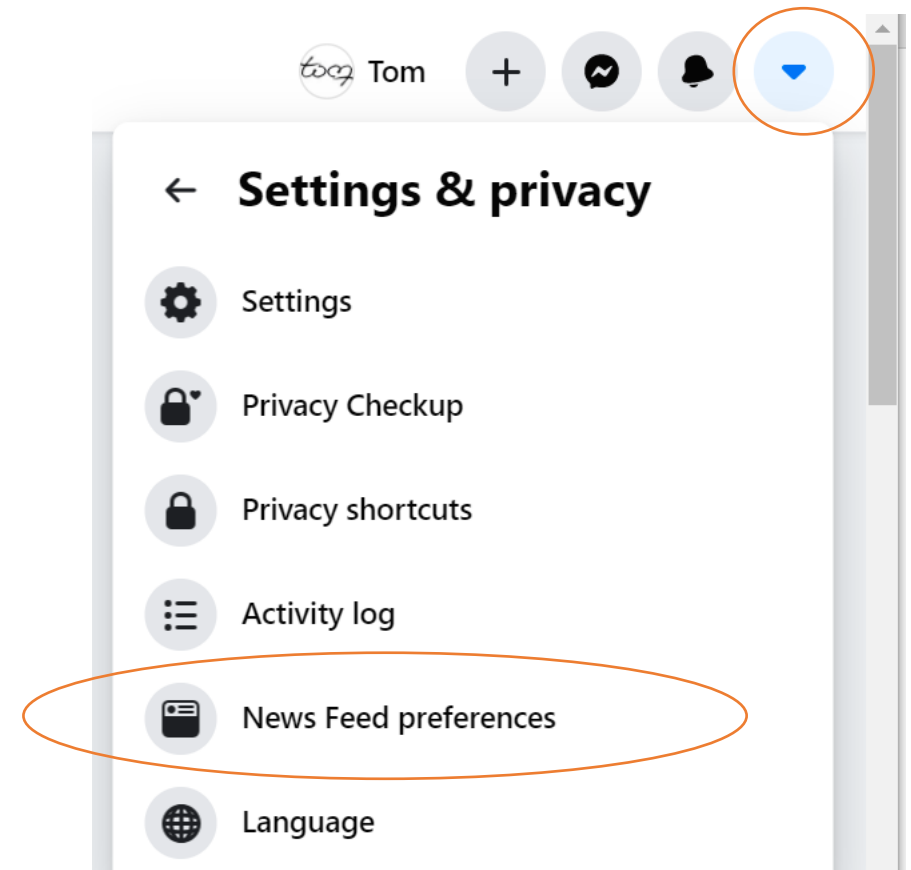 Tom
Settings & privacy
Settings
Privacy Checkup
Privacy shortcuts
Activity log
News Feed preferences
Language